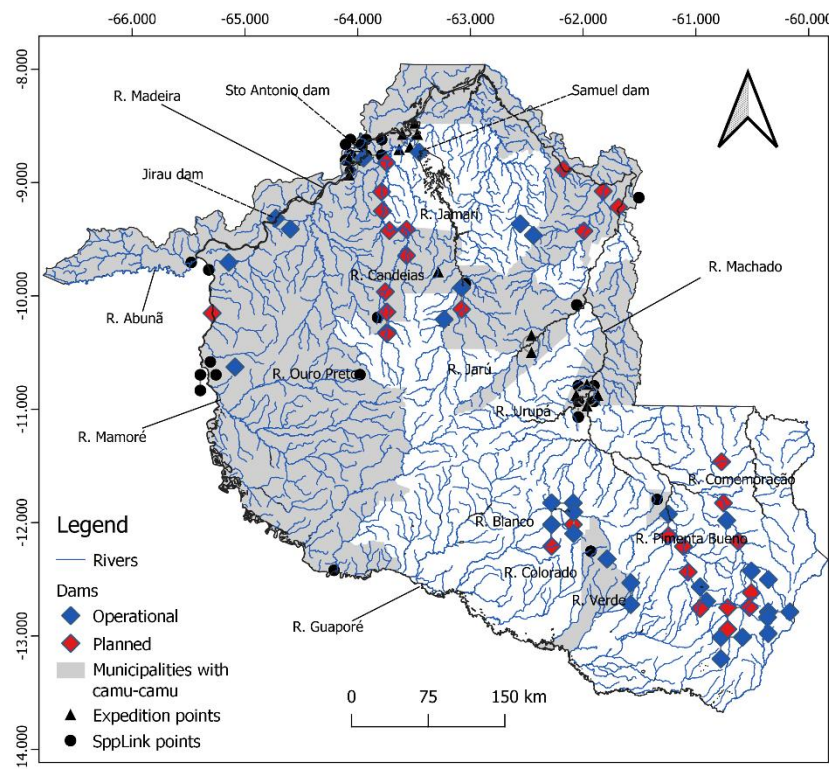 -66.000 -65.000 -64.000 -63.000 -62.000 -61.000 -60.000
-8.000
-9.000
-10.000
-11.000
-12.000
-13.000
-14.000
Sto Antonio dam
Samuel dam
R. Madeira
Jirau dam
R. Jamari
R. Candeias
R. Machado
R. Abunã
R. Ouro Preto
R. Jarú
R. Urupá
R. Mamoré
R. Comemoração
R. Blanco
R. Pimenta Bueno
R. Colorado
R. Verde
R. Guaporé
Legend
Rivers
Dams
Operational
Planned
Municipalities with
camu-camu
Expedition points
SppLink points
0 75 150 km